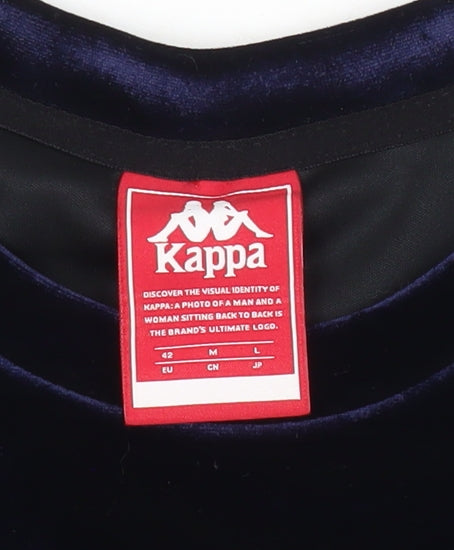 Kappa
DISCOVER THE VISUAL IDENTITY OF
KAPPA: A PHOTO OF A MAN AND A
WOMAN SITTING BACK TO BACK IS
THE BRAND'S ULTIMATE LOGO.
42 M L
EU CN JP